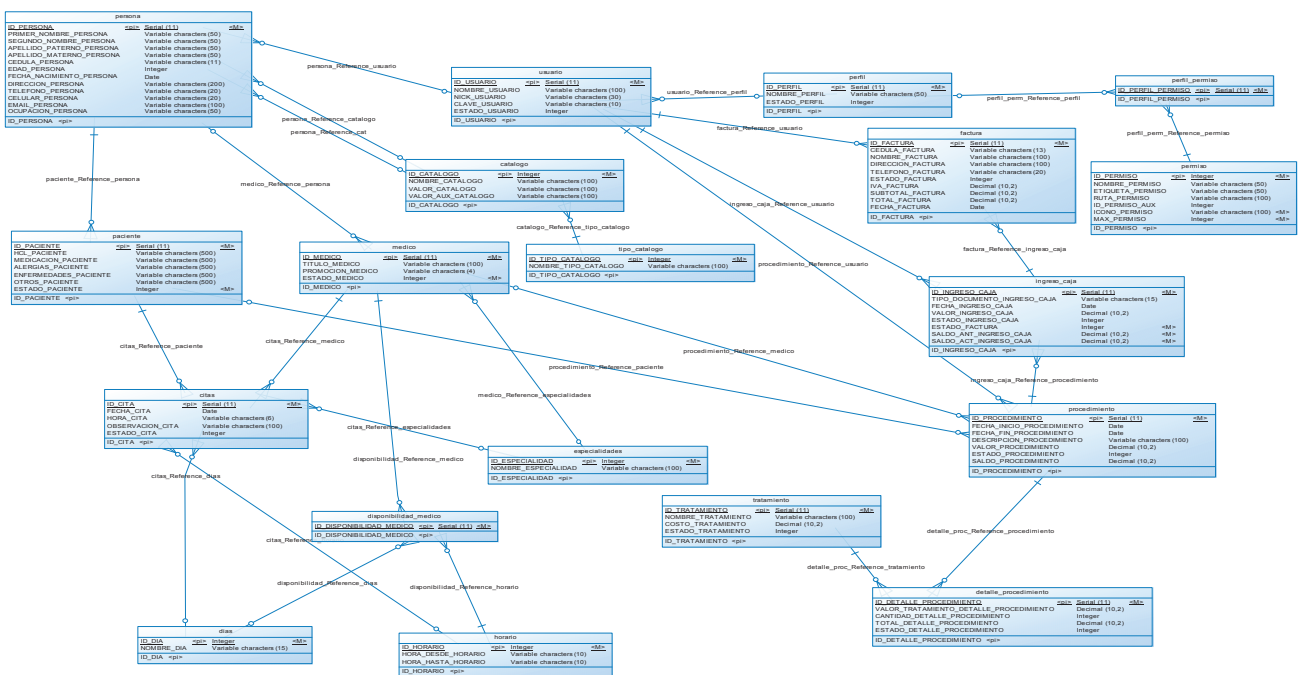 persona
ID_PERSONA <pi> Serial (11) <M>
PRIMER_NOMBRE_PERSONA Variable characters (50)
SEGUNDO_NOMBRE_PERSONA Variable characters (50)
APELLIDO_PATERNO_PERSONA Variable characters (50)
APELLIDO_MATERNO_PERSONA Variable characters (50)
CEDULA_PERSONA Variable characters (11)
EDAD_PERSONA Integer
FECHA_NACIMIENTO_PERSONA Date
DIRECCION_PERSONA Variable characters (200)
TELEFONO_PERSONA Variable characters (20)
CELULAR_PERSONA Variable characters (20)
EMAIL_PERSONA Variable characters (100)
OCUPACION_PERSONA Variable characters (50)
ID_PERSONA <pi>
persona_Reference_usuario
usuario
ID_USUARIO <pi> Serial (11) <M>
NOMBRE_USUARIO Variable characters (100)
NICK_USUARIO Variable characters (30)
CLAVE_USUARIO Variable characters (10)
ESTADO_USUARIO Integer
ID_USUARIO <pi>
usuario_Reference_perfil
perfil
ID_PERFIL <pi> Serial (11) <M>
NOMBRE_PERFIL Variable characters (50)
ESTADO_PERFIL Integer
ID_PERFIL <pi>
perfil_perm_Reference_perfil
perfil_permiso
ID_PERFIL_PERMISO <pi> Serial (11) <M>
ID_PERFIL_PERMISO <pi>
perfil_perm_Reference_permiso
persona_Reference_catalogo
persona_Reference_cat
factura_Reference_usuario
factura
ID_FACTURA <pi> Serial (11) <M>
CEDULA_FACTURA Variable characters (13)
NOMBRE_FACTURA Variable characters (100)
DIRECCION_FACTURA Variable characters (100)
TELEFONO_FACTURA Variable characters (20)
ESTADO_FACTURA Integer
IVA_FACTURA Decimal (10,2)
SUBTOTAL_FACTURA Decimal (10,2)
TOTAL_FACTURA Decimal (10,2)
FECHA_FACTURA Date
ID_FACTURA <pi>
permiso
ID_PERMISO <pi> Integer <M>
NOMBRE_PERMISO Variable characters (50)
ETIQUETA_PERMISO Variable characters (50)
RUTA_PERMISO Variable characters (100)
ID_PERMISO_AUX Integer
ICONO_PERMISO Variable characters (100) <M>
MAX_PERMISO Integer <M>
ID_PERMISO <pi>
catalogo
ID_CATALOGO <pi> Integer <M>
NOMBRE_CATALOGO Variable characters (100)
VALOR_CATALOGO Variable characters (100)
VALOR_AUX_CATALOGO Variable characters (100)
ID_CATALOGO <pi>
paciente_Reference_persona
medico_Reference_persona
ingreso_caja_Reference_usuario
catalogo_Reference_tipo_catalogo
paciente
ID_PACIENTE <pi> Serial (11) <M>
HCL_PACIENTE Variable characters (500)
MEDICACION_PACIENTE Variable characters (500)
ALERGIAS_PACIENTE Variable characters (500)
ENFERMEDADES_PACIENTE Variable characters (500)
OTROS_PACIENTE Variable characters (500)
ESTADO_PACIENTE Integer <M>
ID_PACIENTE <pi>
medico
ID_MEDICO <pi> Serial (11) <M>
TITULO_MEDICO Variable characters (100)
PROMOCION_MEDICO Variable characters (4)
ESTADO_MEDICO Integer <M>
ID_MEDICO <pi>
tipo_catalogo
ID_TIPO_CATALOGO <pi> Integer <M>
NOMBRE_TIPO_CATALOGO Variable characters (100)
ID_TIPO_CATALOGO <pi>
factura_Reference_ingreso_caja
procedimiento_Reference_usuario
ingreso_caja
ID_INGRESO_CAJA <pi> Serial (11) <M>
TIPO_DOCUMENTO_INGRESO_CAJA Variable characters (15)
FECHA_INGRESO_CAJA Date
VALOR_INGRESO_CAJA Decimal (10,2)
ESTADO_INGRESO_CAJA Integer
ESTADO_FACTURA Integer <M>
SALDO_ANT_INGRESO_CAJA Decimal (10,2) <M>
SALDO_ACT_INGRESO_CAJA Decimal (10,2) <M>
ID_INGRESO_CAJA <pi>
citas_Reference_paciente
citas_Reference_medico
procedimiento_Reference_medico
procedimiento_Reference_paciente
ingreso_caja_Reference_procedimiento
medico_Reference_especialidades
citas
ID_CITA <pi> Serial (11) <M>
FECHA_CITA Date
HORA_CITA Variable characters (6)
OBSERVACION_CITA Variable characters (100)
ESTADO_CITA Integer
ID_CITA <pi>
procedimiento
ID_PROCEDIMIENTO <pi> Serial (11) <M>
FECHA_INICIO_PROCEDIMIENTO Date
FECHA_FIN_PROCEDIMIENTO Date
DESCRIPCION_PROCEDIMIENTO Variable characters (100)
VALOR_PROCEDIMIENTO Decimal (10,2)
ESTADO_PROCEDIMIENTO Integer
SALDO_PROCEDIMIENTO Decimal (10,2)
ID_PROCEDIMIENTO <pi>
citas_Reference_especialidades
especialidades
ID_ESPECIALIDAD <pi> Integer <M>
NOMBRE_ESPECIALIDAD Variable characters (100)
ID_ESPECIALIDAD <pi>
disponibilidad_Reference_medico
citas_Reference_dias
tratamiento
ID_TRATAMIENTO <pi> Serial (11) <M>
NOMBRE_TRATAMIENTO Variable characters (100)
COSTO_TRATAMIENTO Decimal (10,2)
ESTADO_TRATAMIENTO Integer
ID_TRATAMIENTO <pi>
disponibilidad_medico
ID_DISPONIBILIDAD_MEDICO <pi> Serial (11) <M>
ID_DISPONIBILIDAD_MEDICO <pi>
detalle_proc_Reference_procedimiento
citas_Reference_
detalle_proc_Reference_tratamiento
disponibilidad_Reference_dias
disponibilidad_Reference_horario
detalle_procedimiento
ID_DETALLE_PROCEDIMIENTO <pi> Serial (11) <M>
VALOR_TRATAMIENTO_DETALLE_PROCEDIMIENTO Decimal (10,2)
CANTIDAD_DETALLE_PROCEDIMIENTO Integer
TOTAL_DETALLE_PROCEDIMIENTO Decimal (10,2)
ESTADO_DETALLE_PROCEDIMIENTO Integer
ID_DETALLE_PROCEDIMIENTO <pi>
dias
ID_DIA <pi> Integer <M>
NOMBRE_DIA Variable characters (15)
ID_DIA <pi>
horario
ID_HORARIO <pi> Integer <M>
HORA_DESDE_HORARIO Variable characters (10)
HORA_HASTA_HORARIO Variable characters (10)
ID_HORARIO <pi>